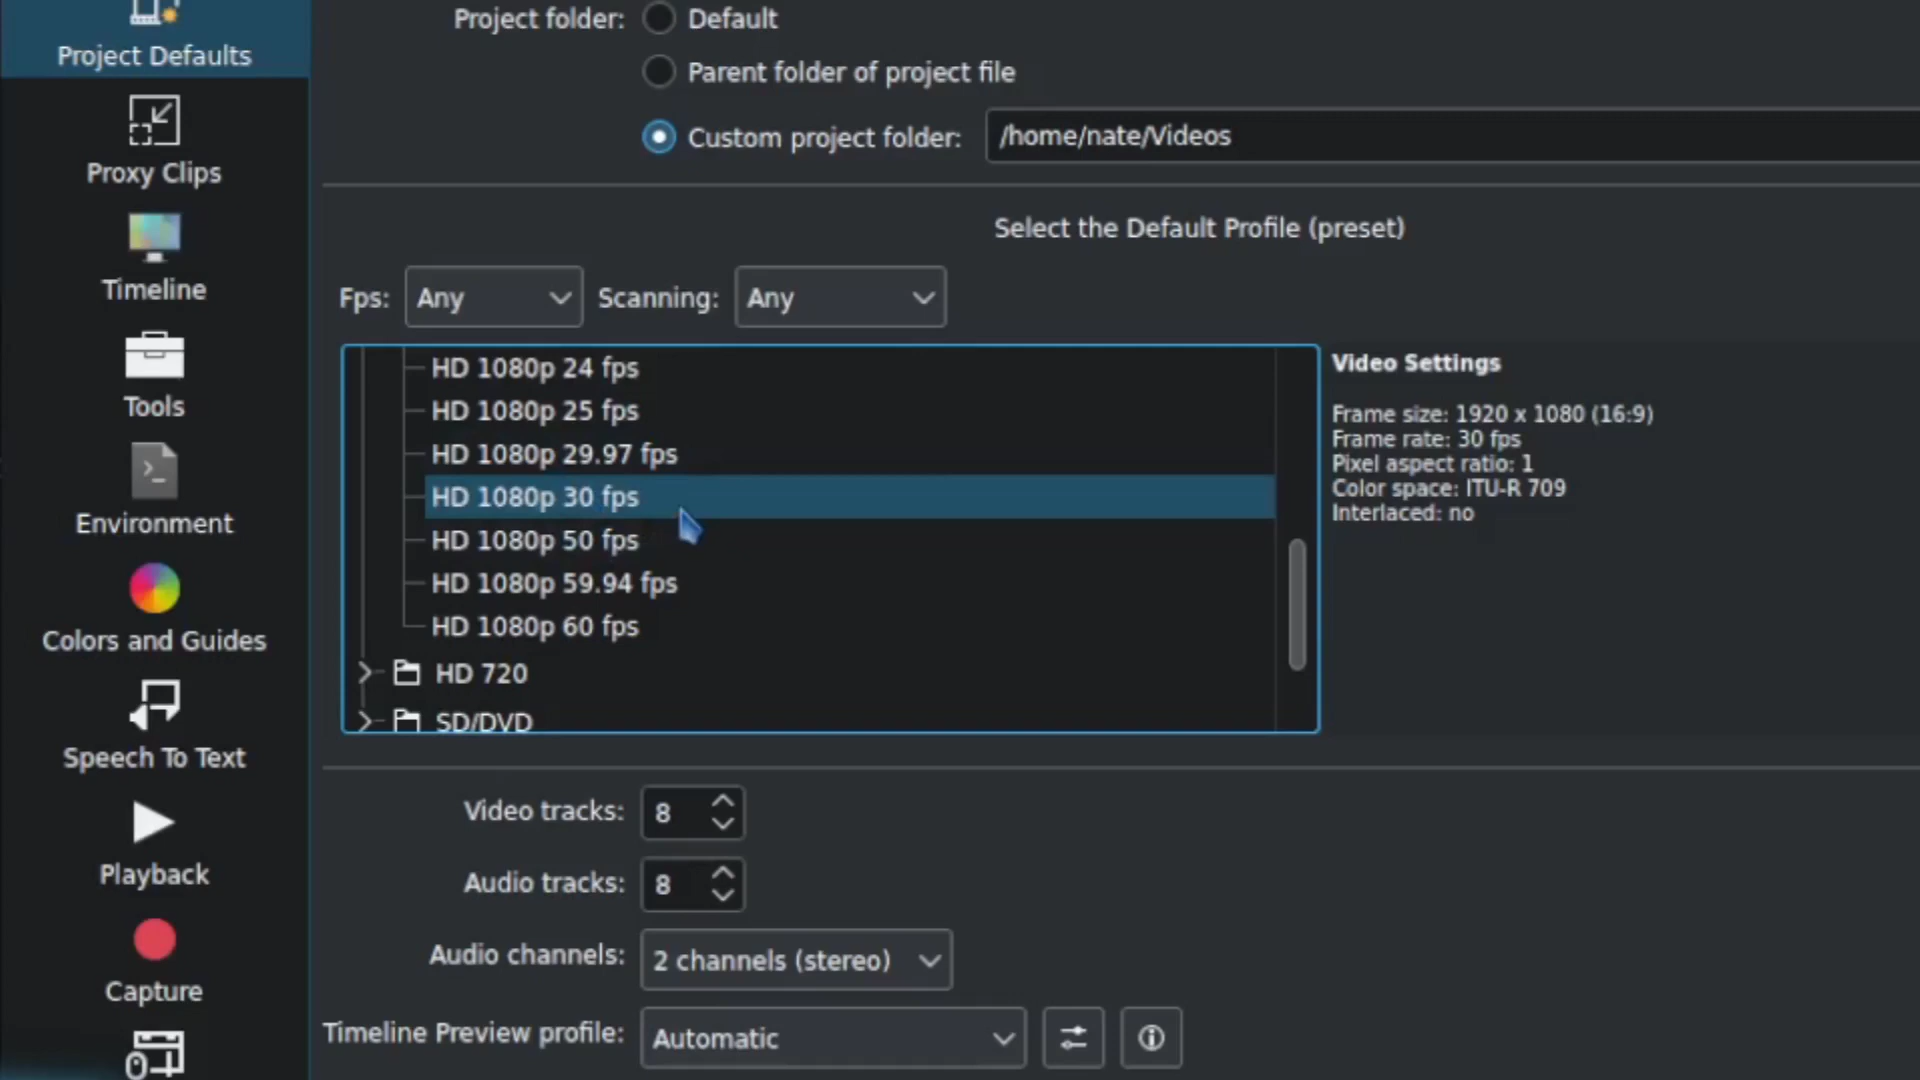 Project Defaults
Proxy Clips
Timeline
Tools
Environment
Colors and Guides
Speech To Text
Playback
Capture
Project folder: Default
Parent folder of project file
Custom project folder: /home/nate/Videos
Select the Default Profile (preset)
Fps: Any Scanning: Any
HD 1080p 24 fps
HD 1080p 25 fps
HD 1080p 29.97 fps
HD 1080p 30 fps
HD 1080p 50 fps
HD 1080p 59.94 fps
HD 1080p 60 fps
HD 720
SD/DVD
Video Settings
Frame size: 1920 x 1080 (16:9)
Frame rate: 30 fps
Pixel aspect ratio: 1
Color space: ITU-R 709
Interlaced: no
Video tracks: 8
Audio tracks: 8
Audio channels: 2 channels (stereo)
Timeline Preview profile: Automatic